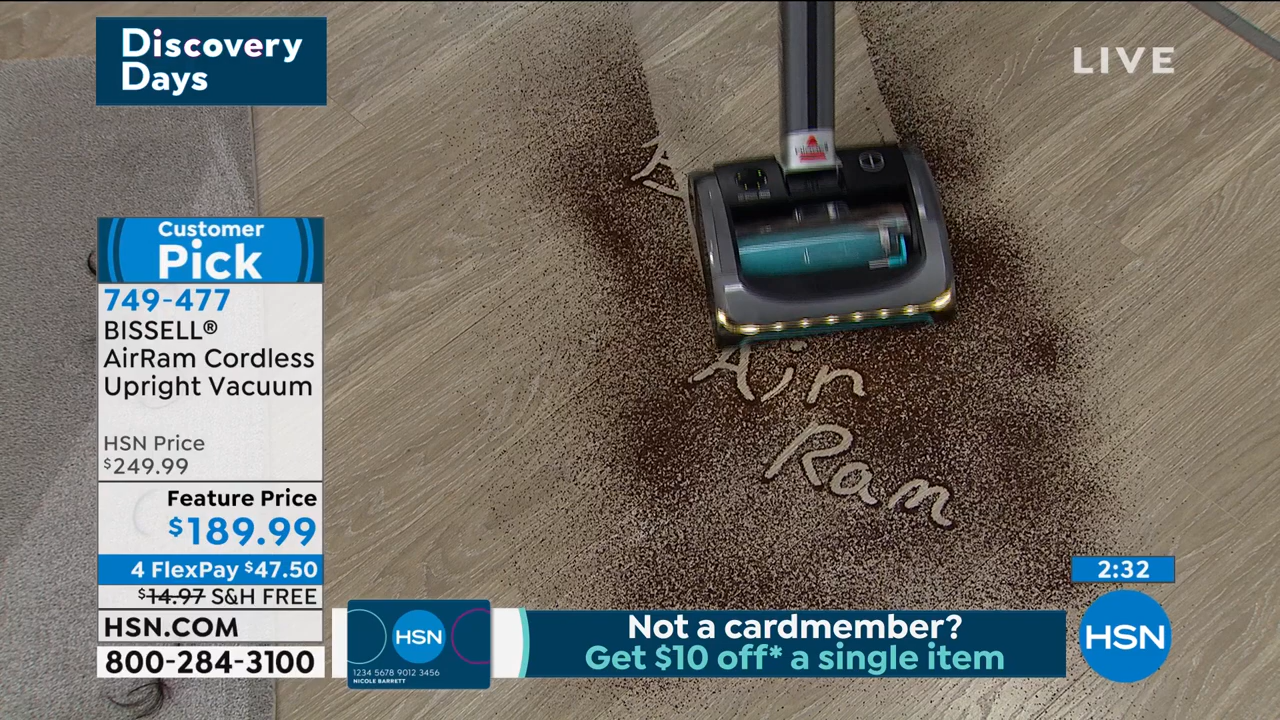 Discovery
Days
LIVE
Customer
Pick
749-477
BISSELL®
AirRam Cordless
Upright Vacuum
HSN Price
$249.99
Feature Price
$189.99
4 FlexPay $47.50
$14.97 S&H FREE
HSN.COM
800-284-3100
BISSELL
Air
Ram
2:32
HSN
1234 5678 9012 3456
NICOLE BARRETT
Not a cardmember?
Get $10 off* a single item
HSN